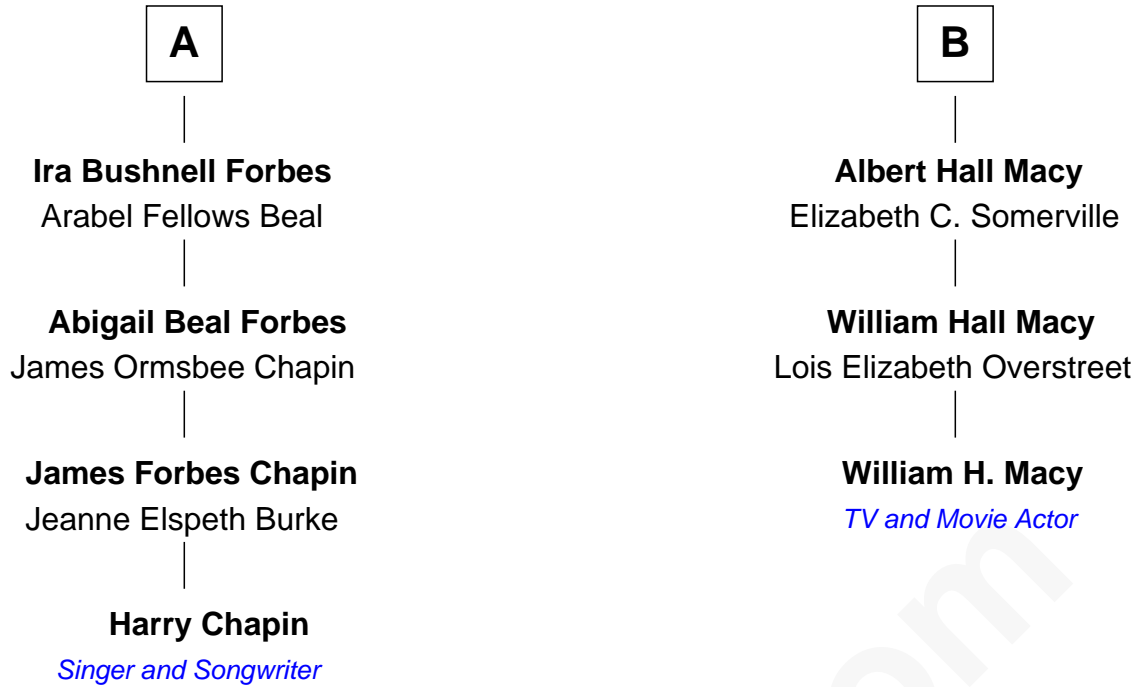 A
Ira Bushnell Forbes
Arabel Fellows Beal
Abigail Beal Forbes
James Ormsbee Chapin
James Forbes Chapin
Jeanne Elspeth Burke
Harry Chapin
Singer and Songwriter
B
Albert Hall Macy
Elizabeth C. Somerville
William Hall Macy
Lois Elizabeth Overstreet
William H. Macy
TV and Movie Actor
om